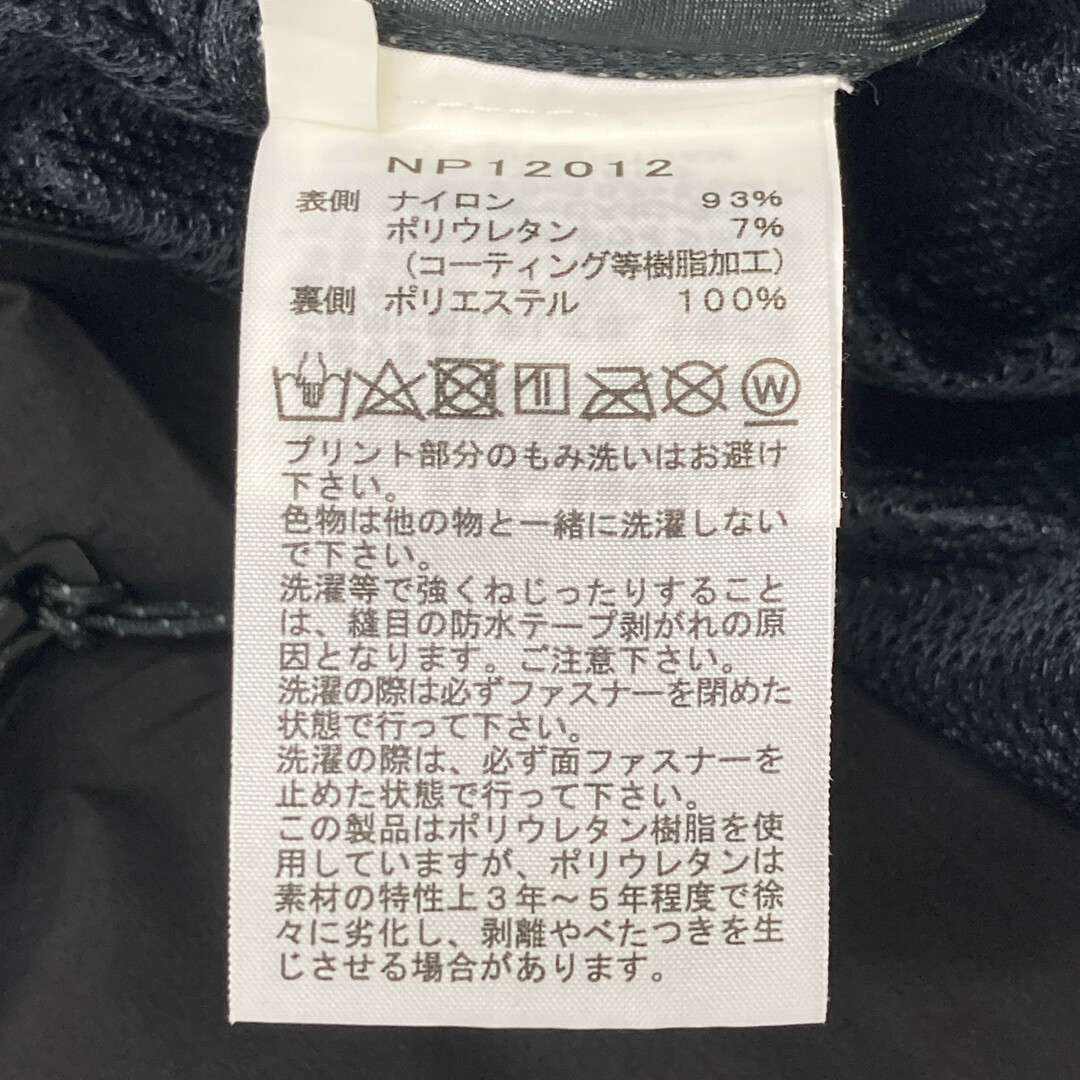 NP12012
表側 ナイロン 93%
ポリウレタン 7%
(コーティング等樹脂加工)
裏側 ポリエステル 100%
W
プリント部分のもみ洗いはお避け
下さい。
色物は他の物と一緒に洗濯しない
で下さい。
洗濯等で強くねじったりすること
は、縫目の防水テープ剥がれの原
因となります。ご注意下さい。
洗濯の際は必ずファスナーを閉めた
状態で行って下さい。
洗濯の際は、必ず面ファスナーを
止めた状態で行って下さい。
この製品はポリウレタン樹脂を使
用していますが、ポリウレタンは
素材の特性上3年〜5年程度で徐
々に劣化し、剥離やべたつきを生
じさせる場合があります。